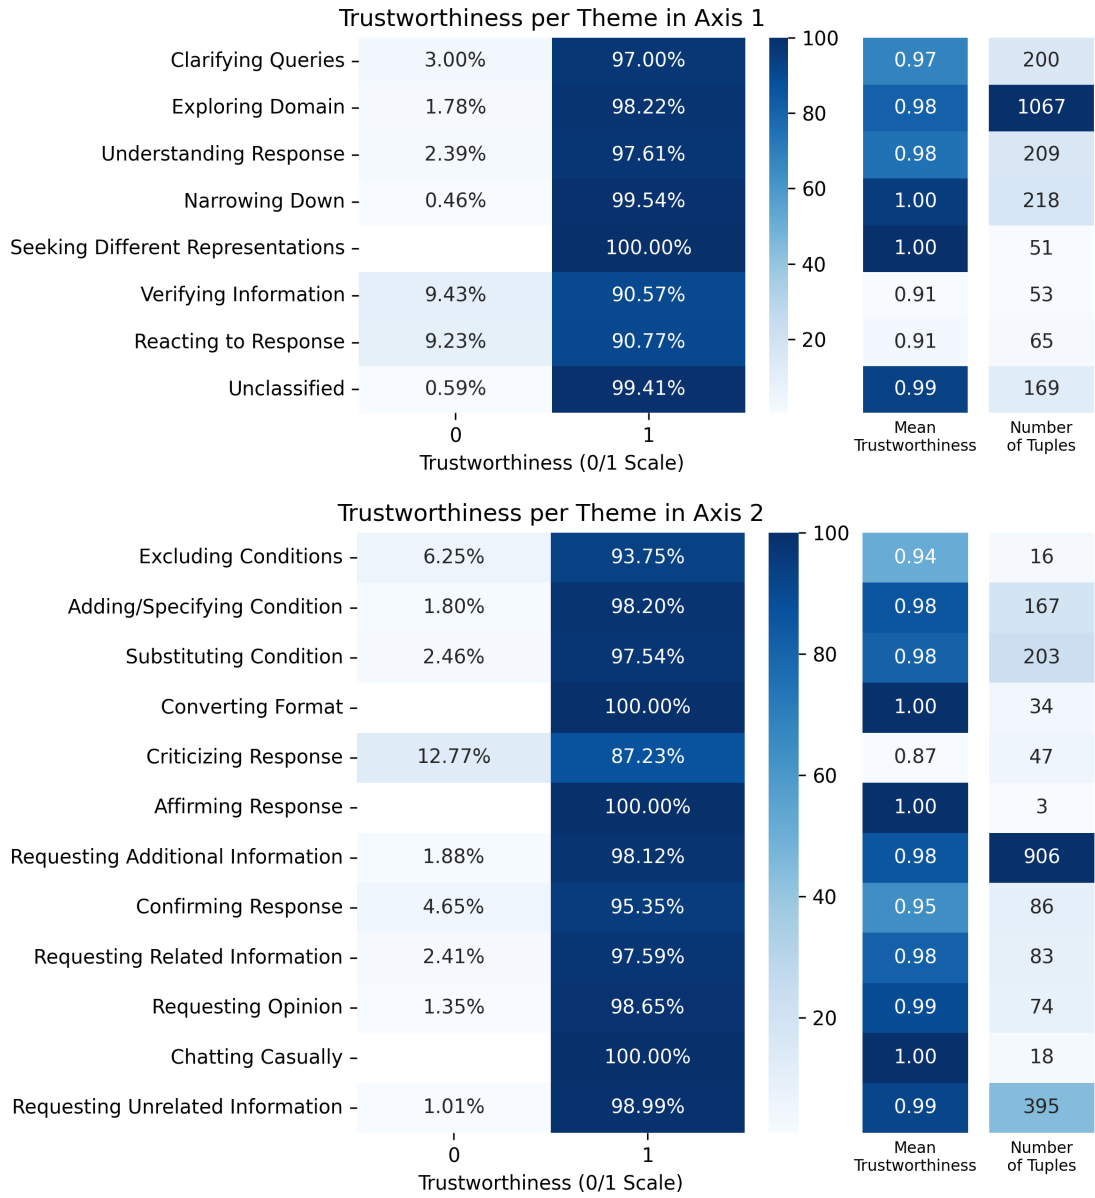 Trustworthiness per Theme in Axis 1
Clarifying Queries 3.00% 97.00% 0.97 200
Exploring Domain 1.78% 98.22% 0.98 1067
Understanding Response 2.39% 97.61% 0.98 209
Narrowing Down 0.46% 99.54% 1.00 218
Seeking Different Representations 100.00% 1.00 51
Verifying Information 9.43% 90.57% 0.91 53
Reacting to Response 9.23% 90.77% 0.91 65
Unclassified 0.59% 99.41% 0.99 169
100
80
60
40
20
0 1
Trustworthiness (0/1 Scale)
Mean
Trustworthiness
Number
of Tuples
Trustworthiness per Theme in Axis 2
Excluding Conditions 6.25% 93.75% 0.94 16
Adding/Specifying Condition 1.80% 98.20% 0.98 167
Substituting Condition 2.46% 97.54% 0.98 203
Converting Format 100.00% 1.00 34
Criticizing Response 12.77% 87.23% 0.87 47
Affirming Response 100.00% 1.00 3
Requesting Additional Information 1.88% 98.12% 0.98 906
Confirming Response 4.65% 95.35% 0.95 86
Requesting Related Information 2.41% 97.59% 0.98 83
Requesting Opinion 1.35% 98.65% 0.99 74
Chatting Casually 100.00% 1.00 18
Requesting Unrelated Information 1.01% 98.99% 0.99 395
100
80
60
40
20
0 1
Trustworthiness (0/1 Scale)
Mean
Trustworthiness
Number
of Tuples